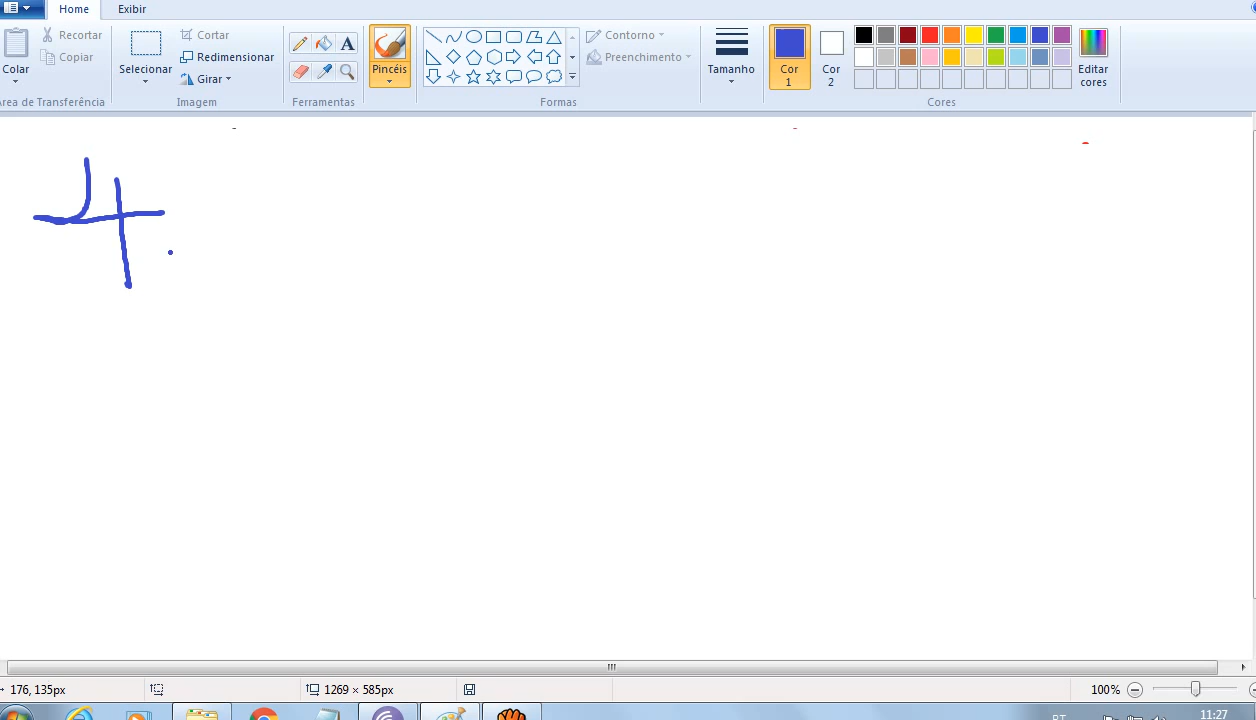 Home Exibir
Colar Recortar Copiar Selecionar Cortar Redimensionar Girar A Pincéis Contorno Preenchimento Tamanho Cor 1 Cor 2 Editar cores
Área de Transferência Imagem Ferramentas Formas Cores
4
176, 135px 1269 × 585px 100%
PT 11:27